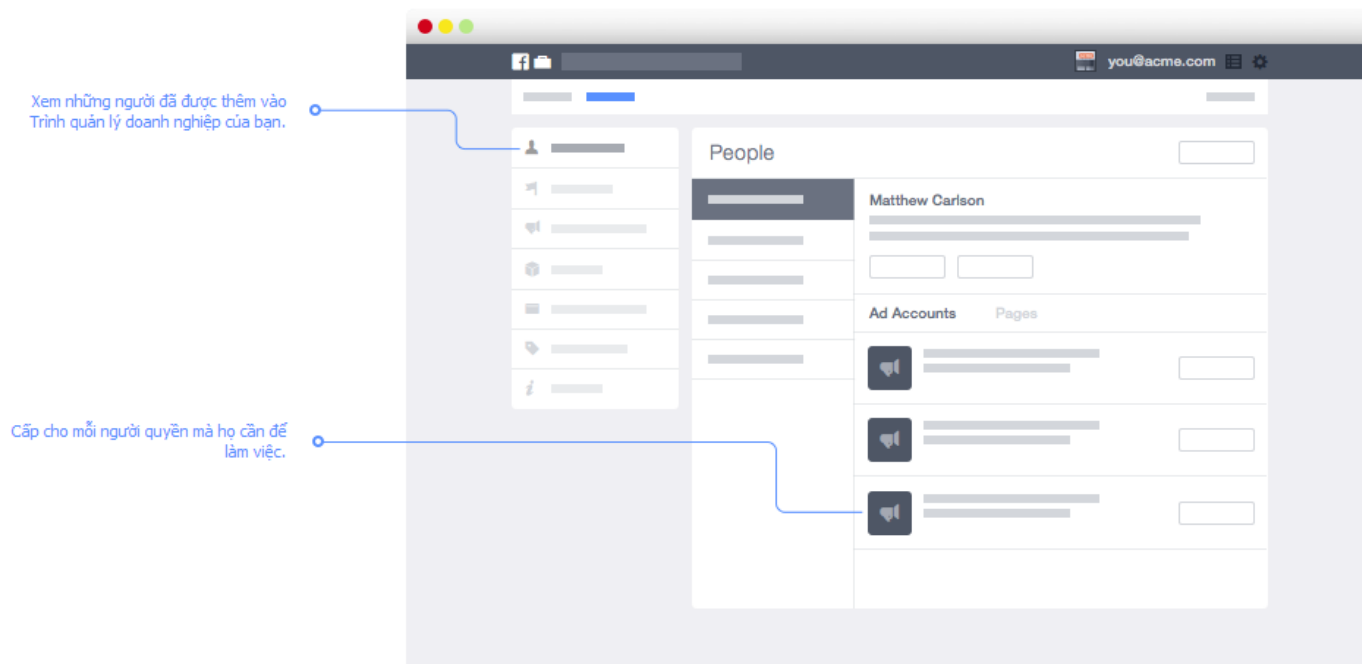 you@acme.com
Xem những người đã được thêm vào
Trình quản lý doanh nghiệp của bạn.
People
Matthew Carlson
Ad Accounts
Pages
Cấp cho mỗi người quyền mà họ cần để
làm việc.